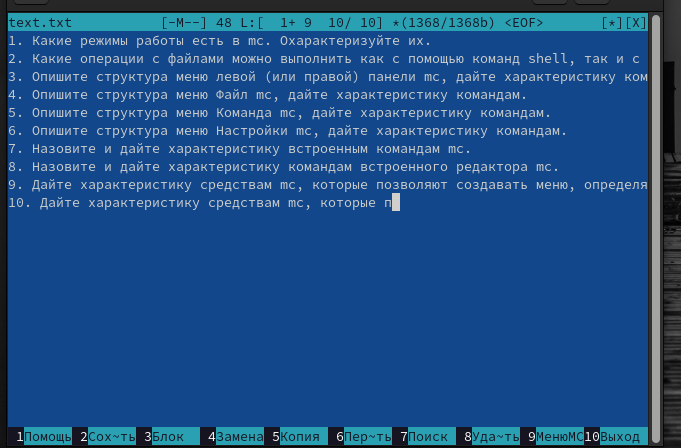 text.txt [-M--] 48 L:[ 1+ 9 10/ 10] *(1368/1368b) <EOF> [*][X]
1. Какие режимы работы есть в mc. Охарактеризуйте их.
2. Какие операции с файлами можно выполнить как с помощью команд shell, так и с
3. Опишите структура меню левой (или правой) панели mc, дайте характеристику ком
4. Опишите структура меню Файл mc, дайте характеристику командам.
5. Опишите структура меню Команда mc, дайте характеристику командам.
6. Опишите структура меню Настройки mc, дайте характеристику командам.
7. Назовите и дайте характеристику встроенным командам mc.
8. Назовите и дайте характеристику командам встроенного редактора mc.
9. Дайте характеристику средствам mc, которые позволяют создавать меню, определя
10. Дайте характеристику средствам mc, которые п
1Помощь 2Сох~ть 3Блок 4Замена 5Копия 6Пер~ть 7Поиск 8Уда~ть 9МенюMC 10Выход